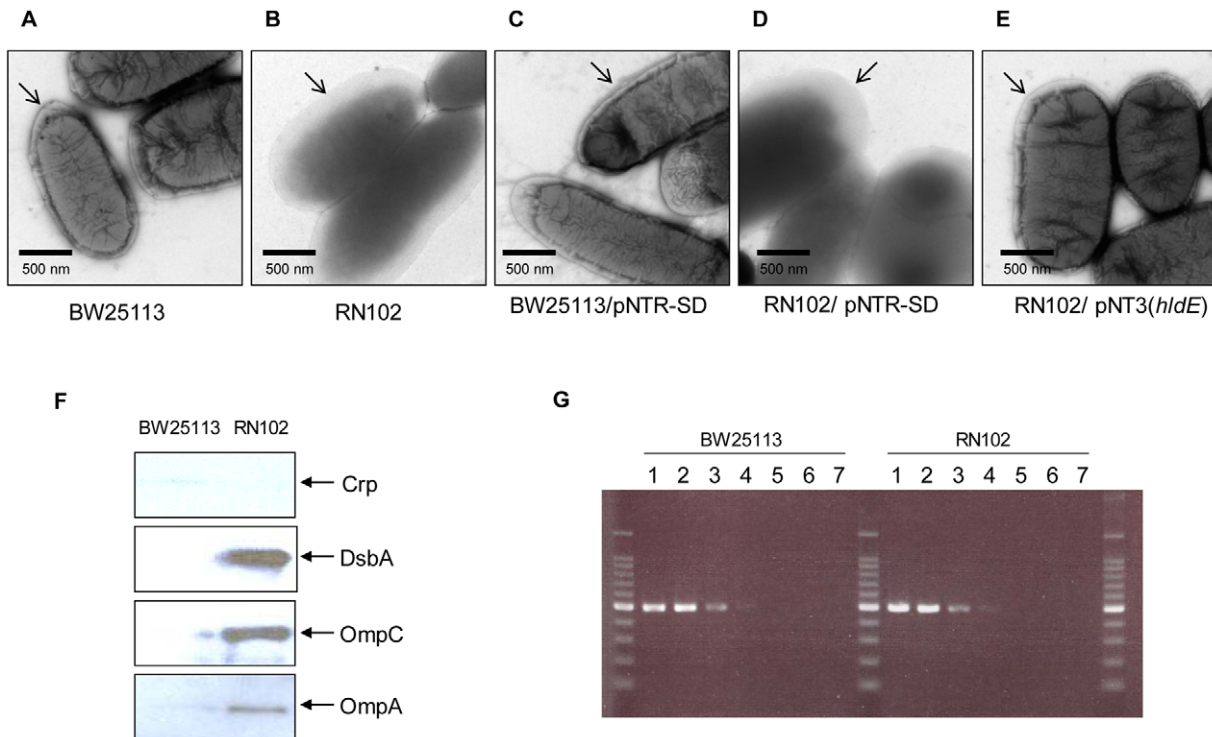 A B C D E
500 nm 500 nm 500 nm 500 nm 500 nm
BW25113 RN102 BW25113/pNTR-SD RN102/ pNTR-SD RN102/ pNT3(hldE)
F G
BW25113 RN102
Crp
DsbA
OmpC
OmpA
BW25113 RN102
1 2 3 4 5 6 7 1 2 3 4 5 6 7